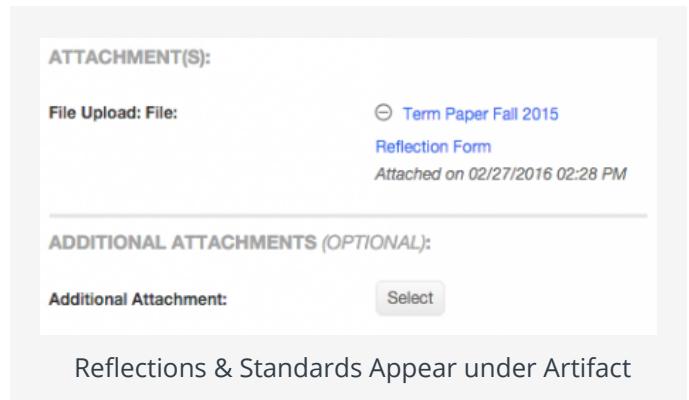 ATTACHMENT(S):
File Upload: File: Term Paper Fall 2015
Reflection Form
Attached on 02/27/2016 02:28 PM
ADDITIONAL ATTACHMENTS (OPTIONAL):
Additional Attachment: Select
Reflections & Standards Appear under Artifact